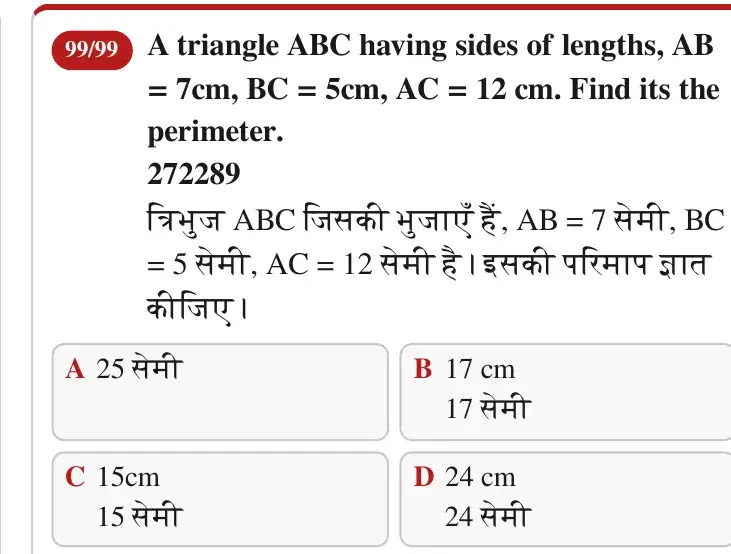 99/99 A triangle ABC having sides of lengths, AB
= 7cm, BC = 5cm, AC = 12 cm. Find its the
perimeter.
272289
त्रिभुज ABC जिसकी भुजाएँ हैं, AB = 7 सेमी, BC
= 5 सेमी, AC = 12 सेमी है। इसकी परिमाप ज्ञात
कीजिए।
A 25 सेमी
B 17 cm
17 सेमी
C 15cm
15 सेमी
D 24 cm
24 सेमी